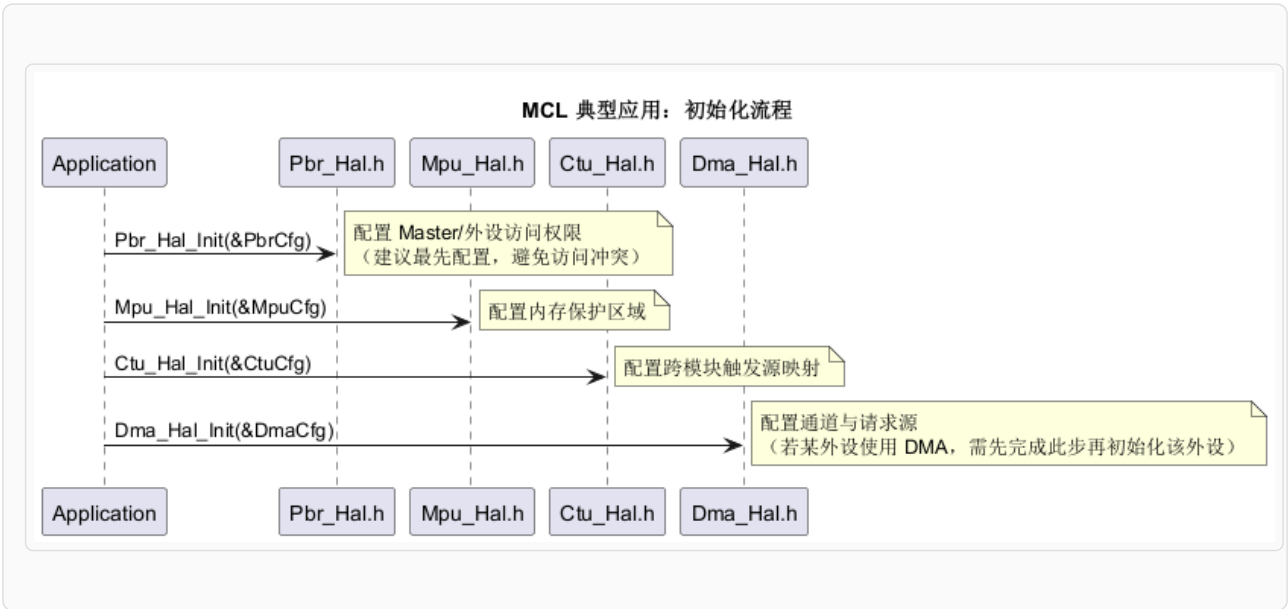 MCL 典型应用：初始化流程
Application
Pbr_Hal.h
Mpu_Hal.h
Ctu_Hal.h
Dma_Hal.h
Pbr_Hal_Init(&PbrCfg)
配置 Master/外设访问权限
（建议最先配置，避免访问冲突）
Mpu_Hal_Init(&MpuCfg)
配置内存保护区域
Ctu_Hal_Init(&CtuCfg)
配置跨模块触发源映射
Dma_Hal_Init(&DmaCfg)
配置通道与请求源
（若某外设使用 DMA，需先完成此步再初始化该外设）
Application
Pbr_Hal.h
Mpu_Hal.h
Ctu_Hal.h
Dma_Hal.h